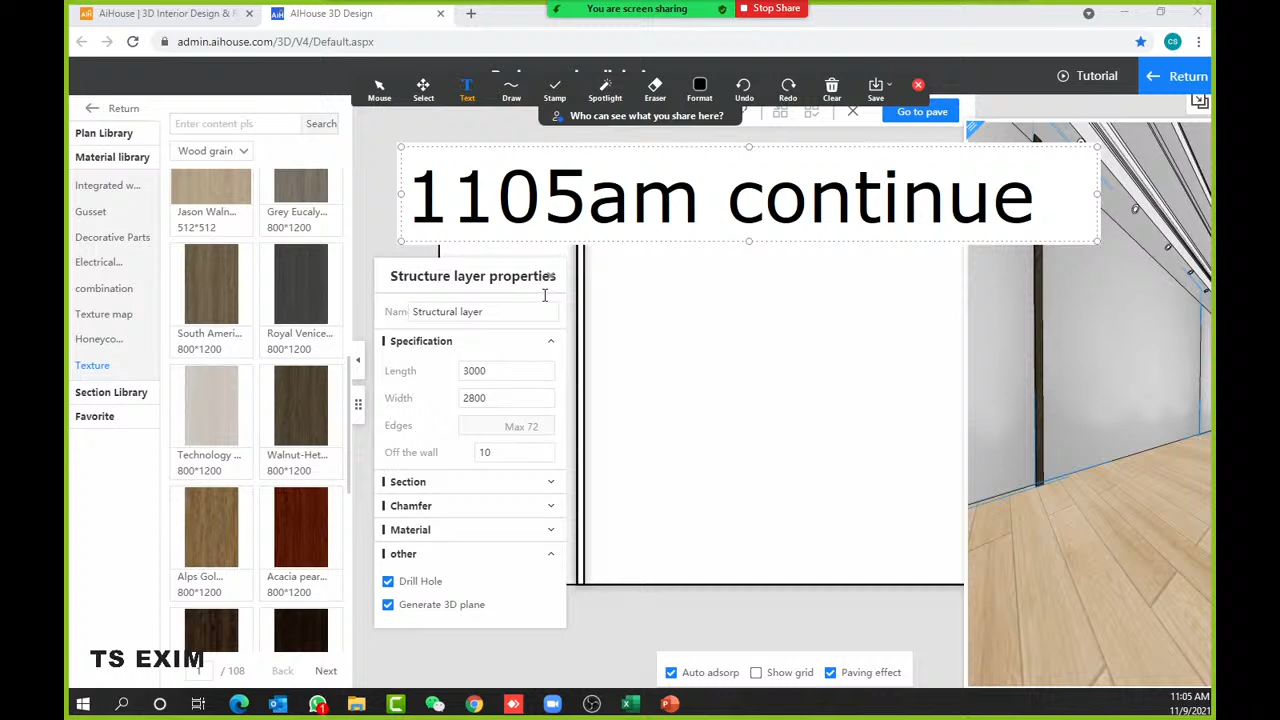 AiHouse | 3D Interior Design &
AIHouse 3D Design
You are screen sharing
Stop Share
CS
admin.aihouse.com/3D/V4/Default.aspx
Tutorial
Return
Mouse
Select
Text
Draw
Stamp
Spotlight
Eraser
Format
Undo
Redo
Clear
Save
Who can see what you share here?
Go to pave
Return
Plan Library
Material library
Integrated w...
Gusset
Decorative Parts
Electrical...
combination
Texture map
Honeyco...
Texture
Section Library
Favorite
Enter content pls
Search
Wood grain
Jason Waln...
512*512
Grey Eucaly...
800*1200
South Ameri...
800*1200
Royal Venice...
800*1200
Technology ...
800*1200
Walnut-Het...
800*1200
Alps Gol...
800*1200
Acacia pear...
800*1200
1
/ 108
Back
Next
TS EXIM
1105am continue
Structure layer properties
Nam
Structural layer
Specification
Length
3000
Width
2800
Edges
Max 72
Off the wall
10
Section
Chamfer
Material
other
Drill Hole
Generate 3D plane
Auto adsorp
Show grid
Paving effect
11:05 AM
11/9/2021